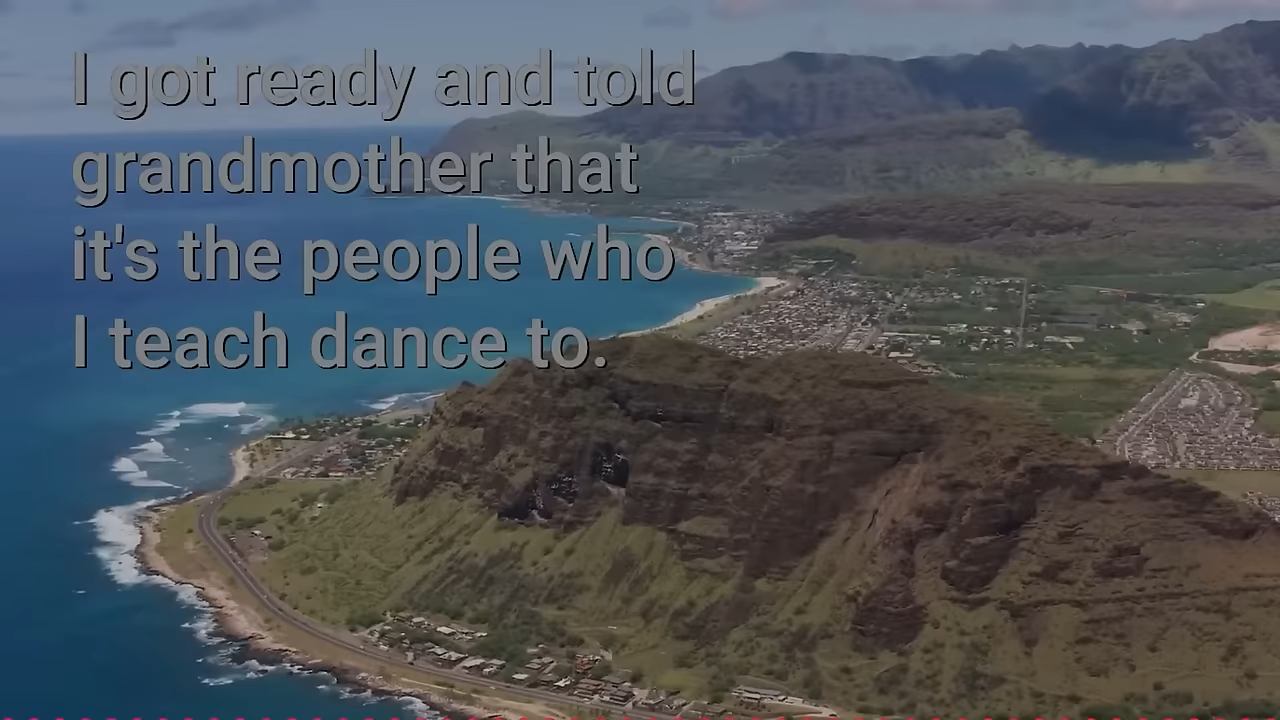 I got ready and told
grandmother that
it's the people who
I teach dance to.